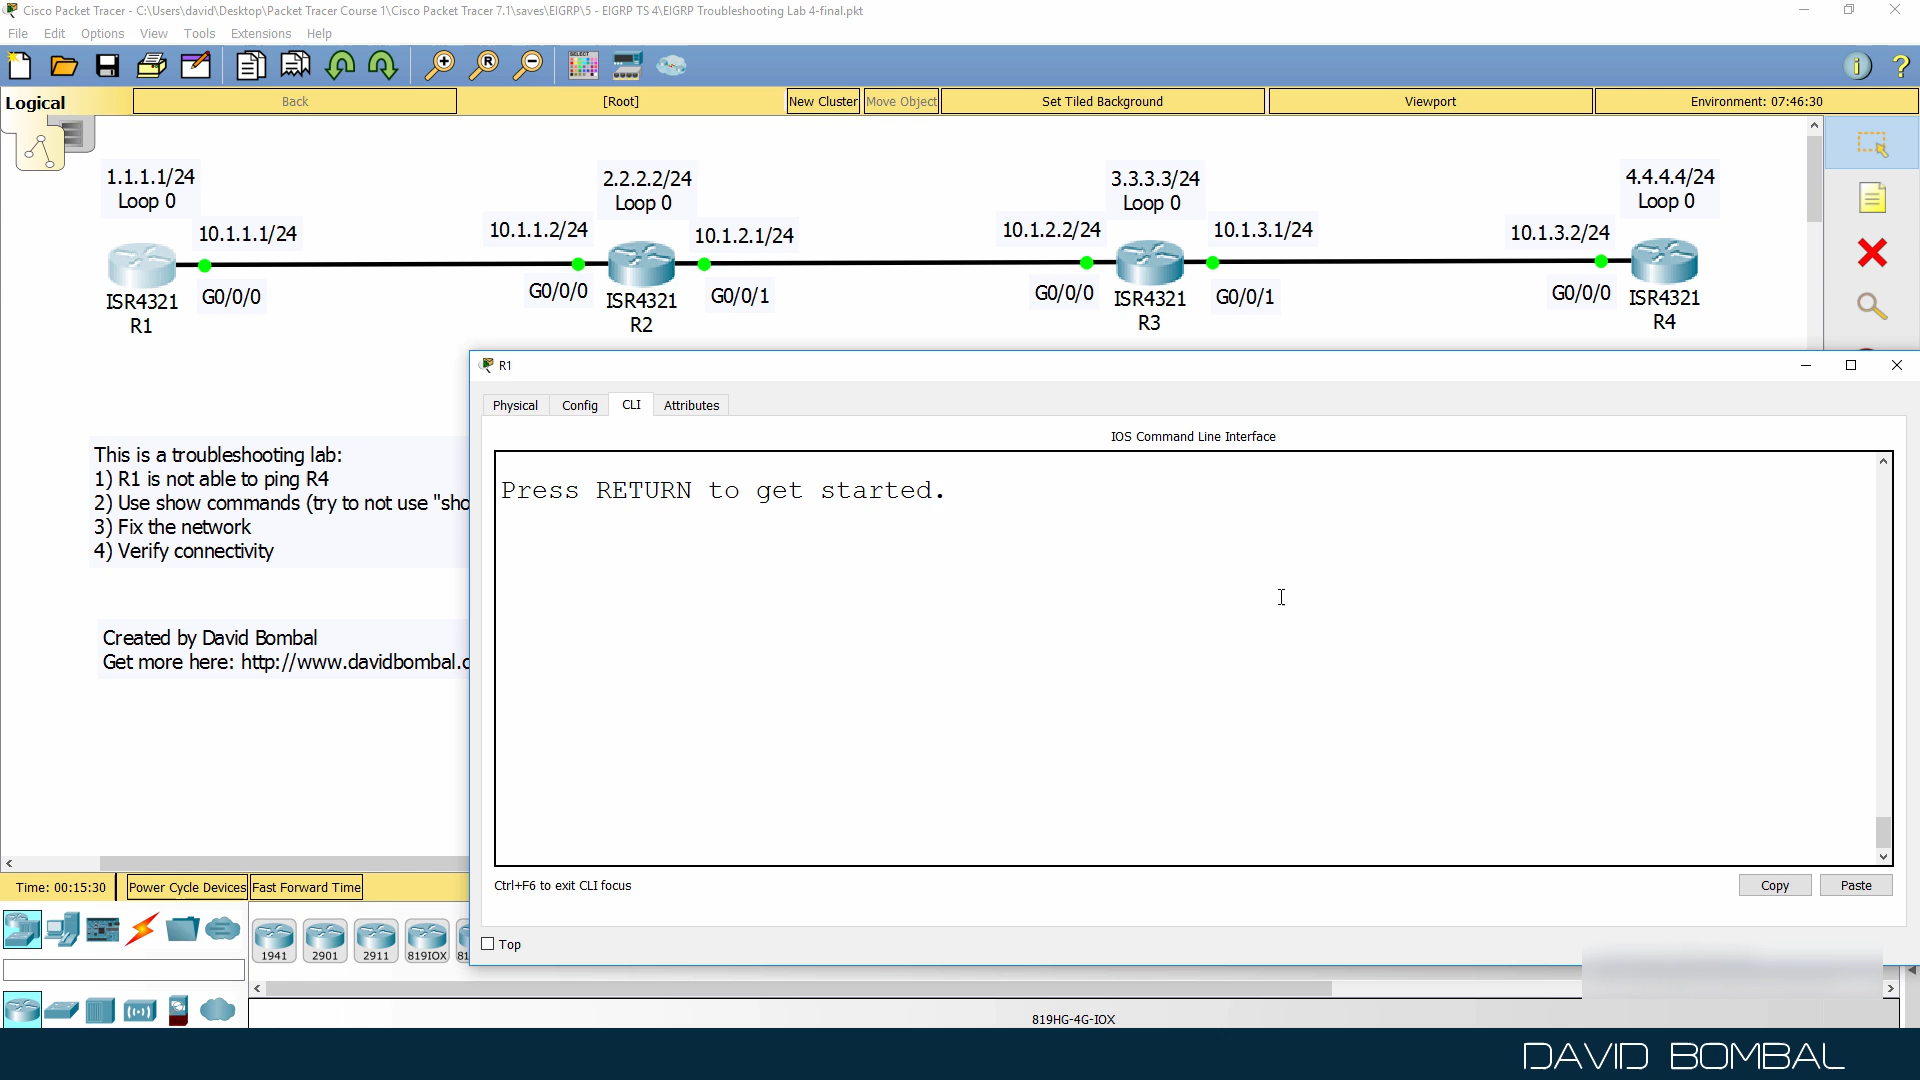 Cisco Packet Tracer - C:\Users\david\Desktop\Packet Tracer Course 1\Cisco Packet Tracer 7.1\saves\EIGRP\5 - EIGRP TS 4\EIGRP Troubleshooting Lab 4-final.pkt
File Edit Options View Tools Extensions Help
Logical Back [Root] New Cluster Move Object Set Tiled Background Viewport Environment: 07:46:30
1.1.1.1/24 2.2.2.2/24 3.3.3.3/24 4.4.4.4/24
Loop 0 Loop 0 Loop 0 Loop 0
10.1.1.1/24 10.1.1.2/24 10.1.2.1/24 10.1.2.2/24 10.1.3.1/24 10.1.3.2/24
G0/0/0 G0/0/0 G0/0/1 G0/0/0 G0/0/1 G0/0/0
ISR4321 ISR4321 ISR4321 ISR4321
R1 R2 R3 R4
This is a troubleshooting lab:
1) R1 is not able to ping R4
2) Use show commands (try to not use "sho
3) Fix the network
4) Verify connectivity
Created by David Bombal
Get more here: http://www.davidbombal.c
R1
Physical Config CLI Attributes
IOS Command Line Interface
Press RETURN to get started.
Ctrl+F6 to exit CLI focus
Copy Paste
Top
Time: 00:15:30 Power Cycle Devices Fast Forward Time
1941 2901 2911 819IOX 81
819HG-4G-IOX
DAVID BOMBAL